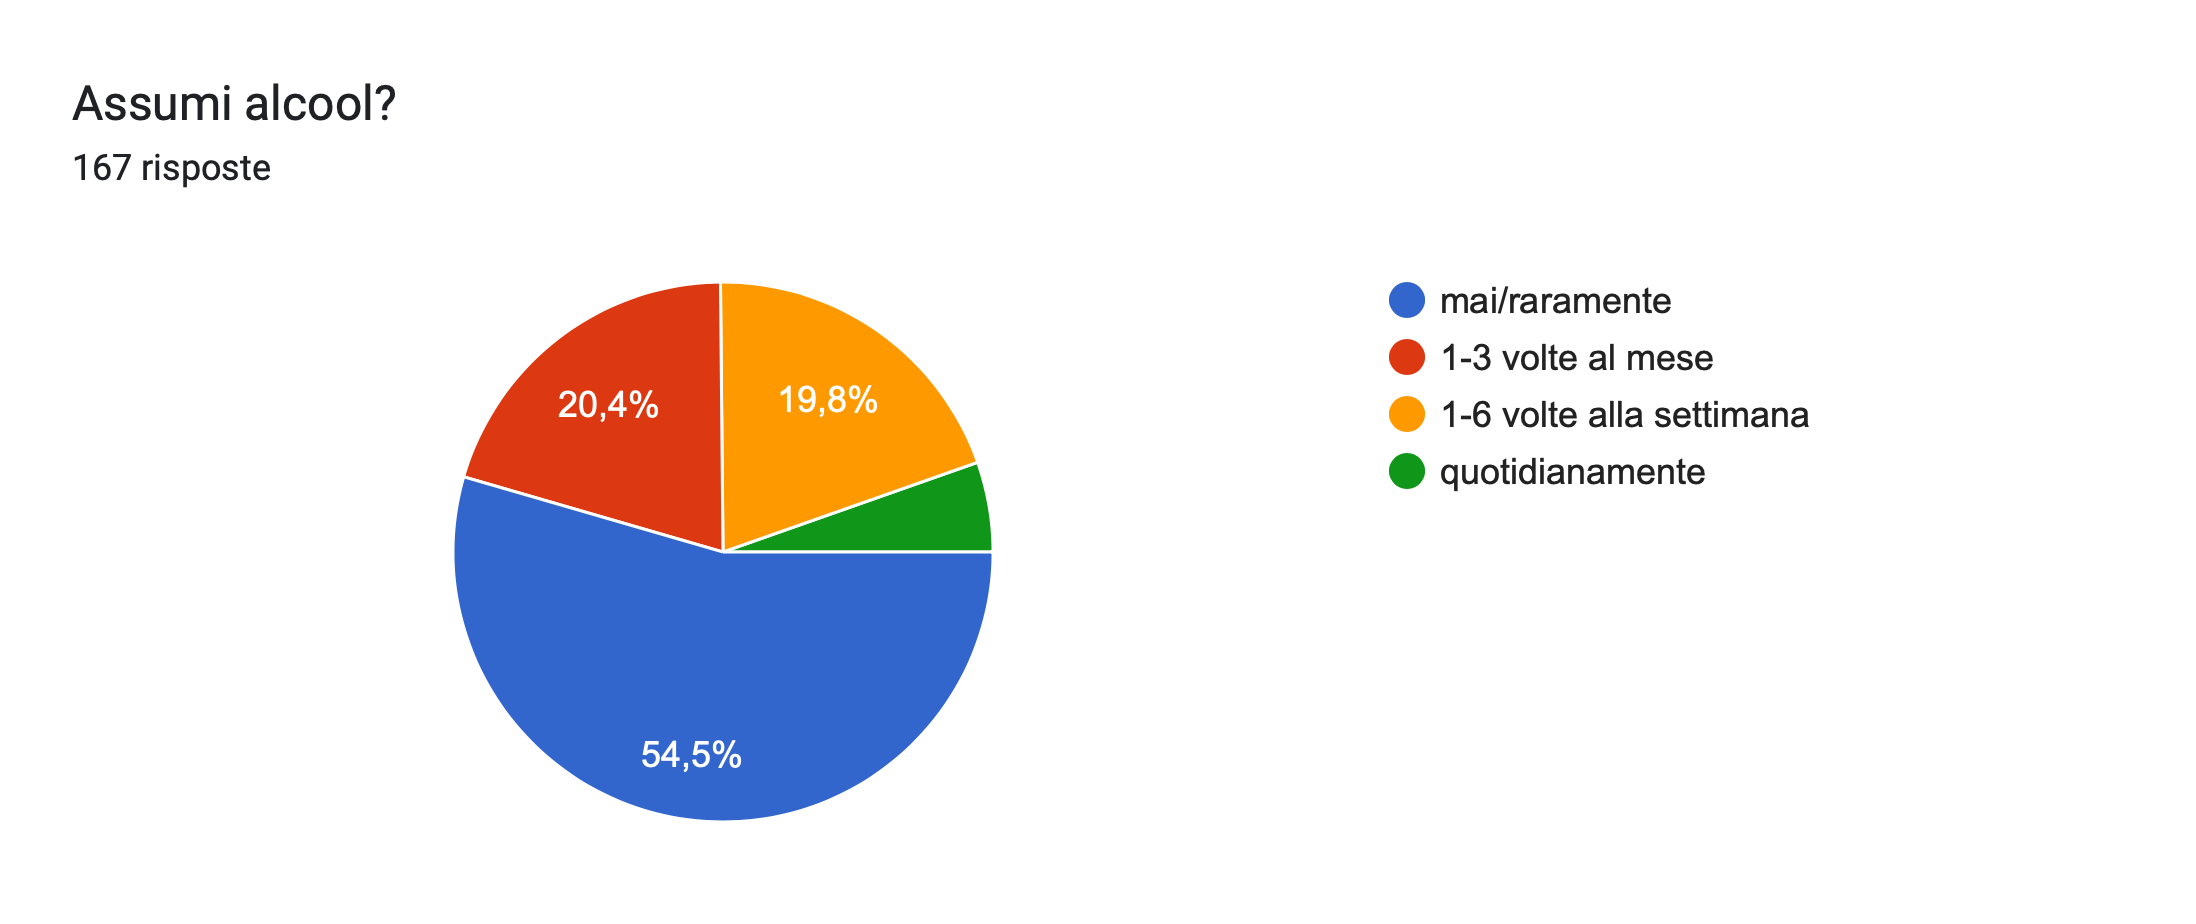 Assumi alcool?
167 risposte
20,4%
19,8%
54,5%
mai/raramente
1-3 volte al mese
1-6 volte alla settimana
quotidianamente